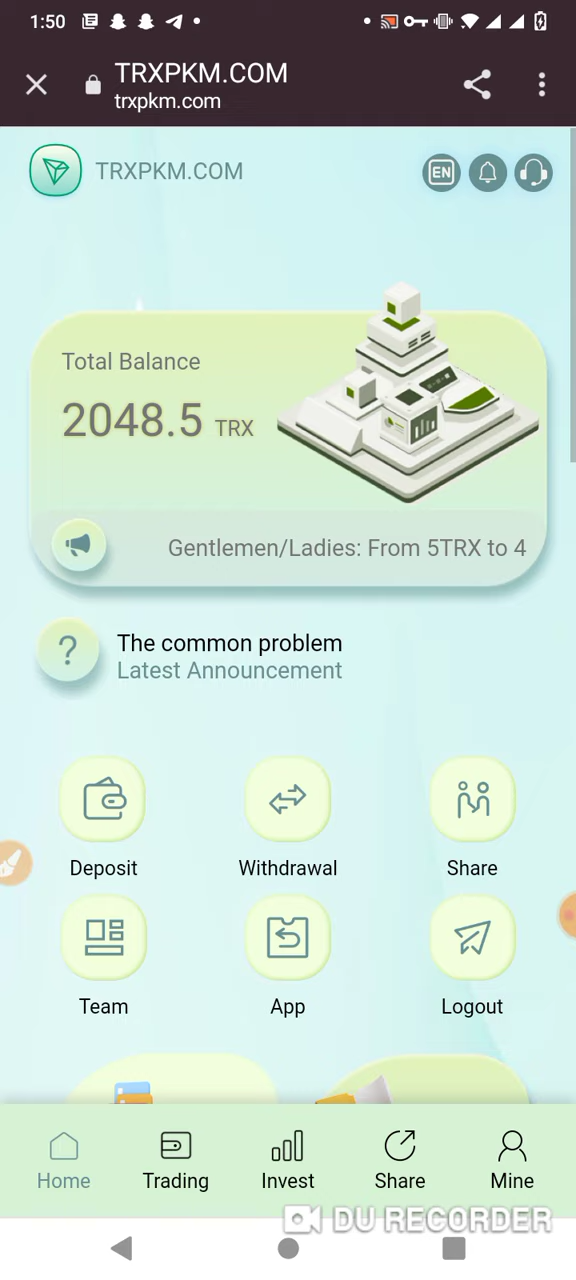 1:50
TRXPKM.COM
trxpkm.com
TRXPKM.COM
EN
Total Balance
2048.5 TRX
Gentlemen/Ladies: From 5TRX to 4
?
The common problem
Latest Announcement
Deposit
Withdrawal
Share
Team
App
Logout
Home
Trading
Invest
Share
Mine
DU RECORDER